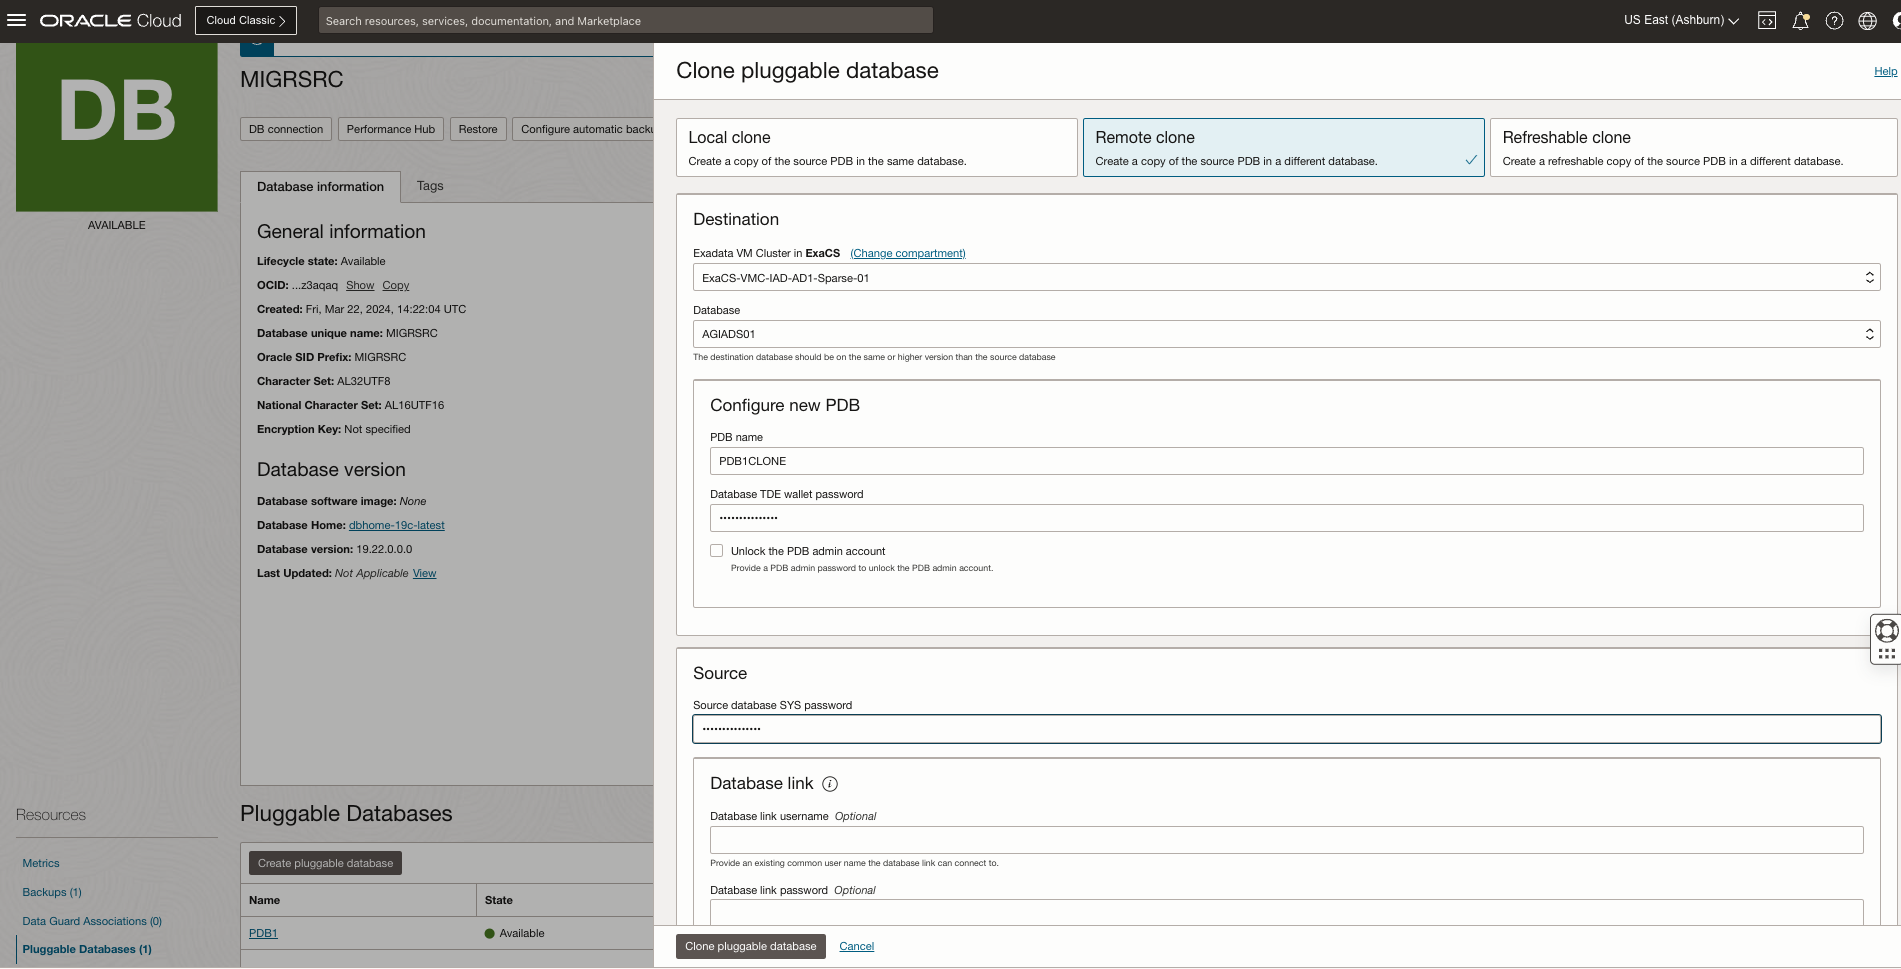 ORACLE Cloud
Cloud Classic
Search resources, services, documentation, and Marketplace
US East (Ashburn)
DB
AVAILABLE
MIGRSRC
DB connection
Performance Hub
Restore
Configure automatic backu
Database information
Tags
General information
Lifecycle state: Available
OCID: ...z3aqaq Show Copy
Created: Fri, Mar 22, 2024, 14:22:04 UTC
Database unique name: MIGRSRC
Oracle SID Prefix: MIGRSRC
Character Set: AL32UTF8
National Character Set: AL16UTF16
Encryption Key: Not specified
Database version
Database software image: None
Database Home: dbhome-19c-latest
Database version: 19.22.0.0.0
Last Updated: Not Applicable View
Resources
Metrics
Backups (1)
Data Guard Associations (0)
Pluggable Databases (1)
Pluggable Databases
Create pluggable database
Name
State
PDB1
Available
Clone pluggable database
Help
Local clone
Create a copy of the source PDB in the same database.
Remote clone
Create a copy of the source PDB in a different database.
Refreshable clone
Create a refreshable copy of the source PDB in a different database.
Destination
Exadata VM Cluster in ExaCS (Change compartment)
ExaCS-VMC-IAD-AD1-Sparse-01
Database
AGIADS01
The destination database should be on the same or higher version than the source database
Configure new PDB
PDB name
PDB1CLONE
Database TDE wallet password
•••••••••••••••
Unlock the PDB admin account
Provide a PDB admin password to unlock the PDB admin account.
Source
Source database SYS password
•••••••••••••••
Database link
Database link username Optional
Provide an existing common user name the database link can connect to.
Database link password Optional
Clone pluggable database
Cancel